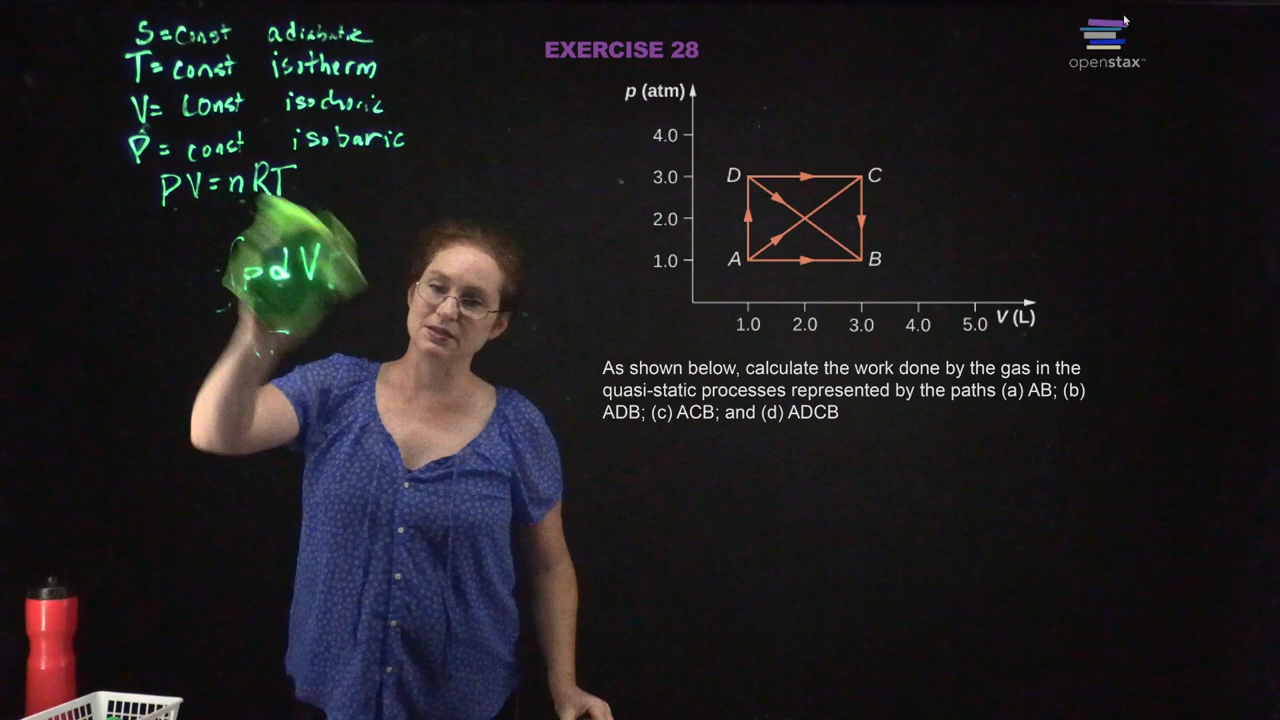 S = const adiabatic
T = const isotherm
V = const isochoric
P = const isobaric
PV = nRT
pdV
EXERCISE 28
openstax™
p (atm)
4.0
3.0
2.0
1.0
D
C
A
B
1.0 2.0 3.0 4.0 5.0 V (L)
As shown below, calculate the work done by the gas in the
quasi-static processes represented by the paths (a) AB; (b)
ADB; (c) ACB; and (d) ADCB